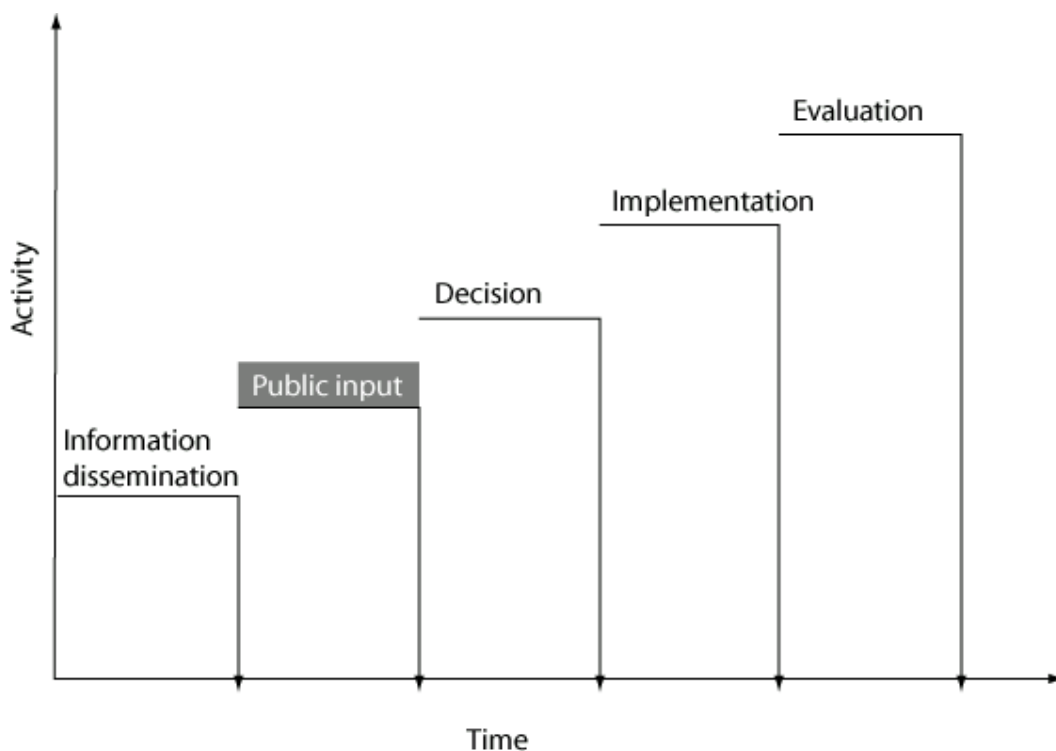 Evaluation
Implementation
Decision
Public input
Information
dissemination
Activity
Time